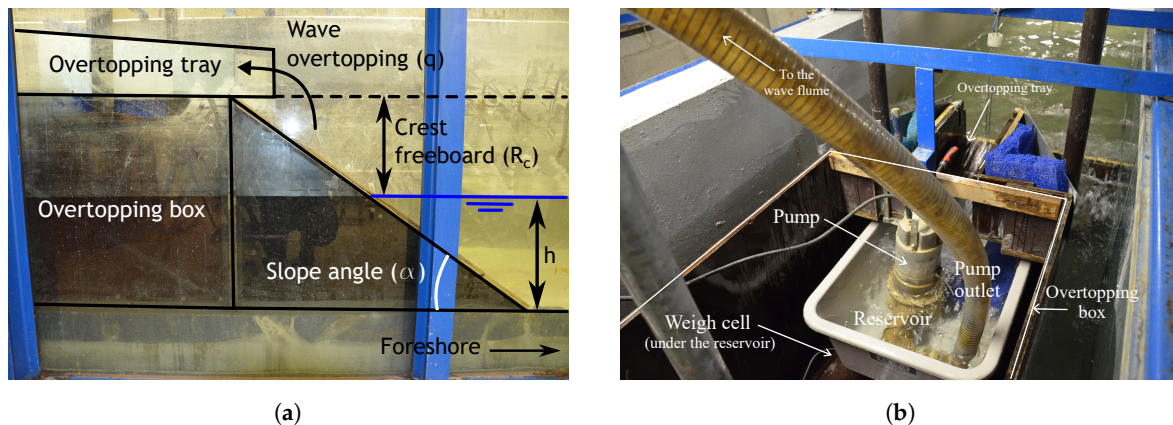 Wave
overtopping (q)
Overtopping tray
Crest
freeboard (Rc)
Overtopping box
h
Slope angle (α)
Foreshore
(a)
To the
wave flume
Overtopping tray
Pump
Pump
outlet
Overtopping
box
Reservoir
Weigh cell
(under the reservoir)
(b)